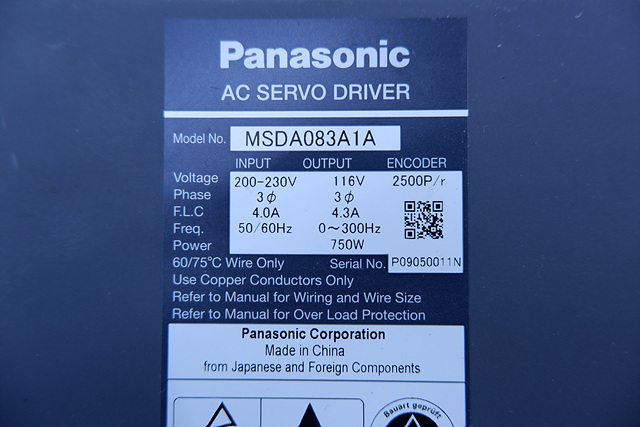 Panasonic
AC SERVO DRIVER
Model No. MSDA083A1A
INPUT OUTPUT ENCODER
Voltage 200-230V 116V 2500P/r
Phase 3ϕ 3ϕ
F.L.C 4.0A 4.3A
Freq. 50/60Hz 0～300Hz
Power 750W
60/75°C Wire Only Serial No. P09050011N
Use Copper Conductors Only
Refer to Manual for Wiring and Wire Size
Refer to Manual for Over Load Protection
Panasonic Corporation
Made in China
from Japanese and Foreign Components
Bauart geprüft